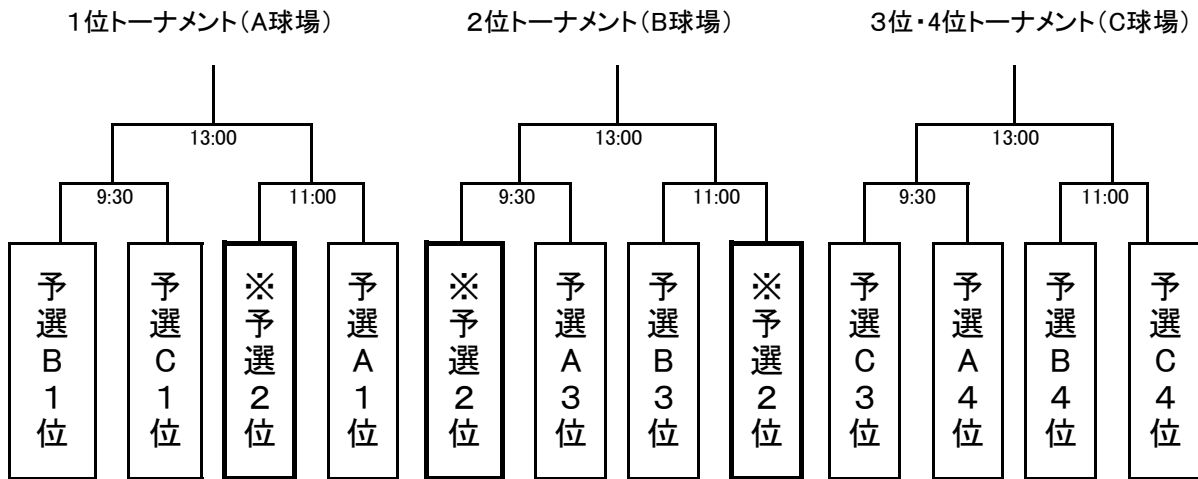 1位トーナメント(A球場)
2位トーナメント(B球場)
3位・4位トーナメント(C球場)
13:00
13:00
13:00
9:30
11:00
9:30
11:00
9:30
11:00
予選B1位
予選C1位
※予選2位
予選A1位
※予選2位
予選A3位
予選B3位
※予選2位
予選C3位
予選A4位
予選B4位
予選C4位